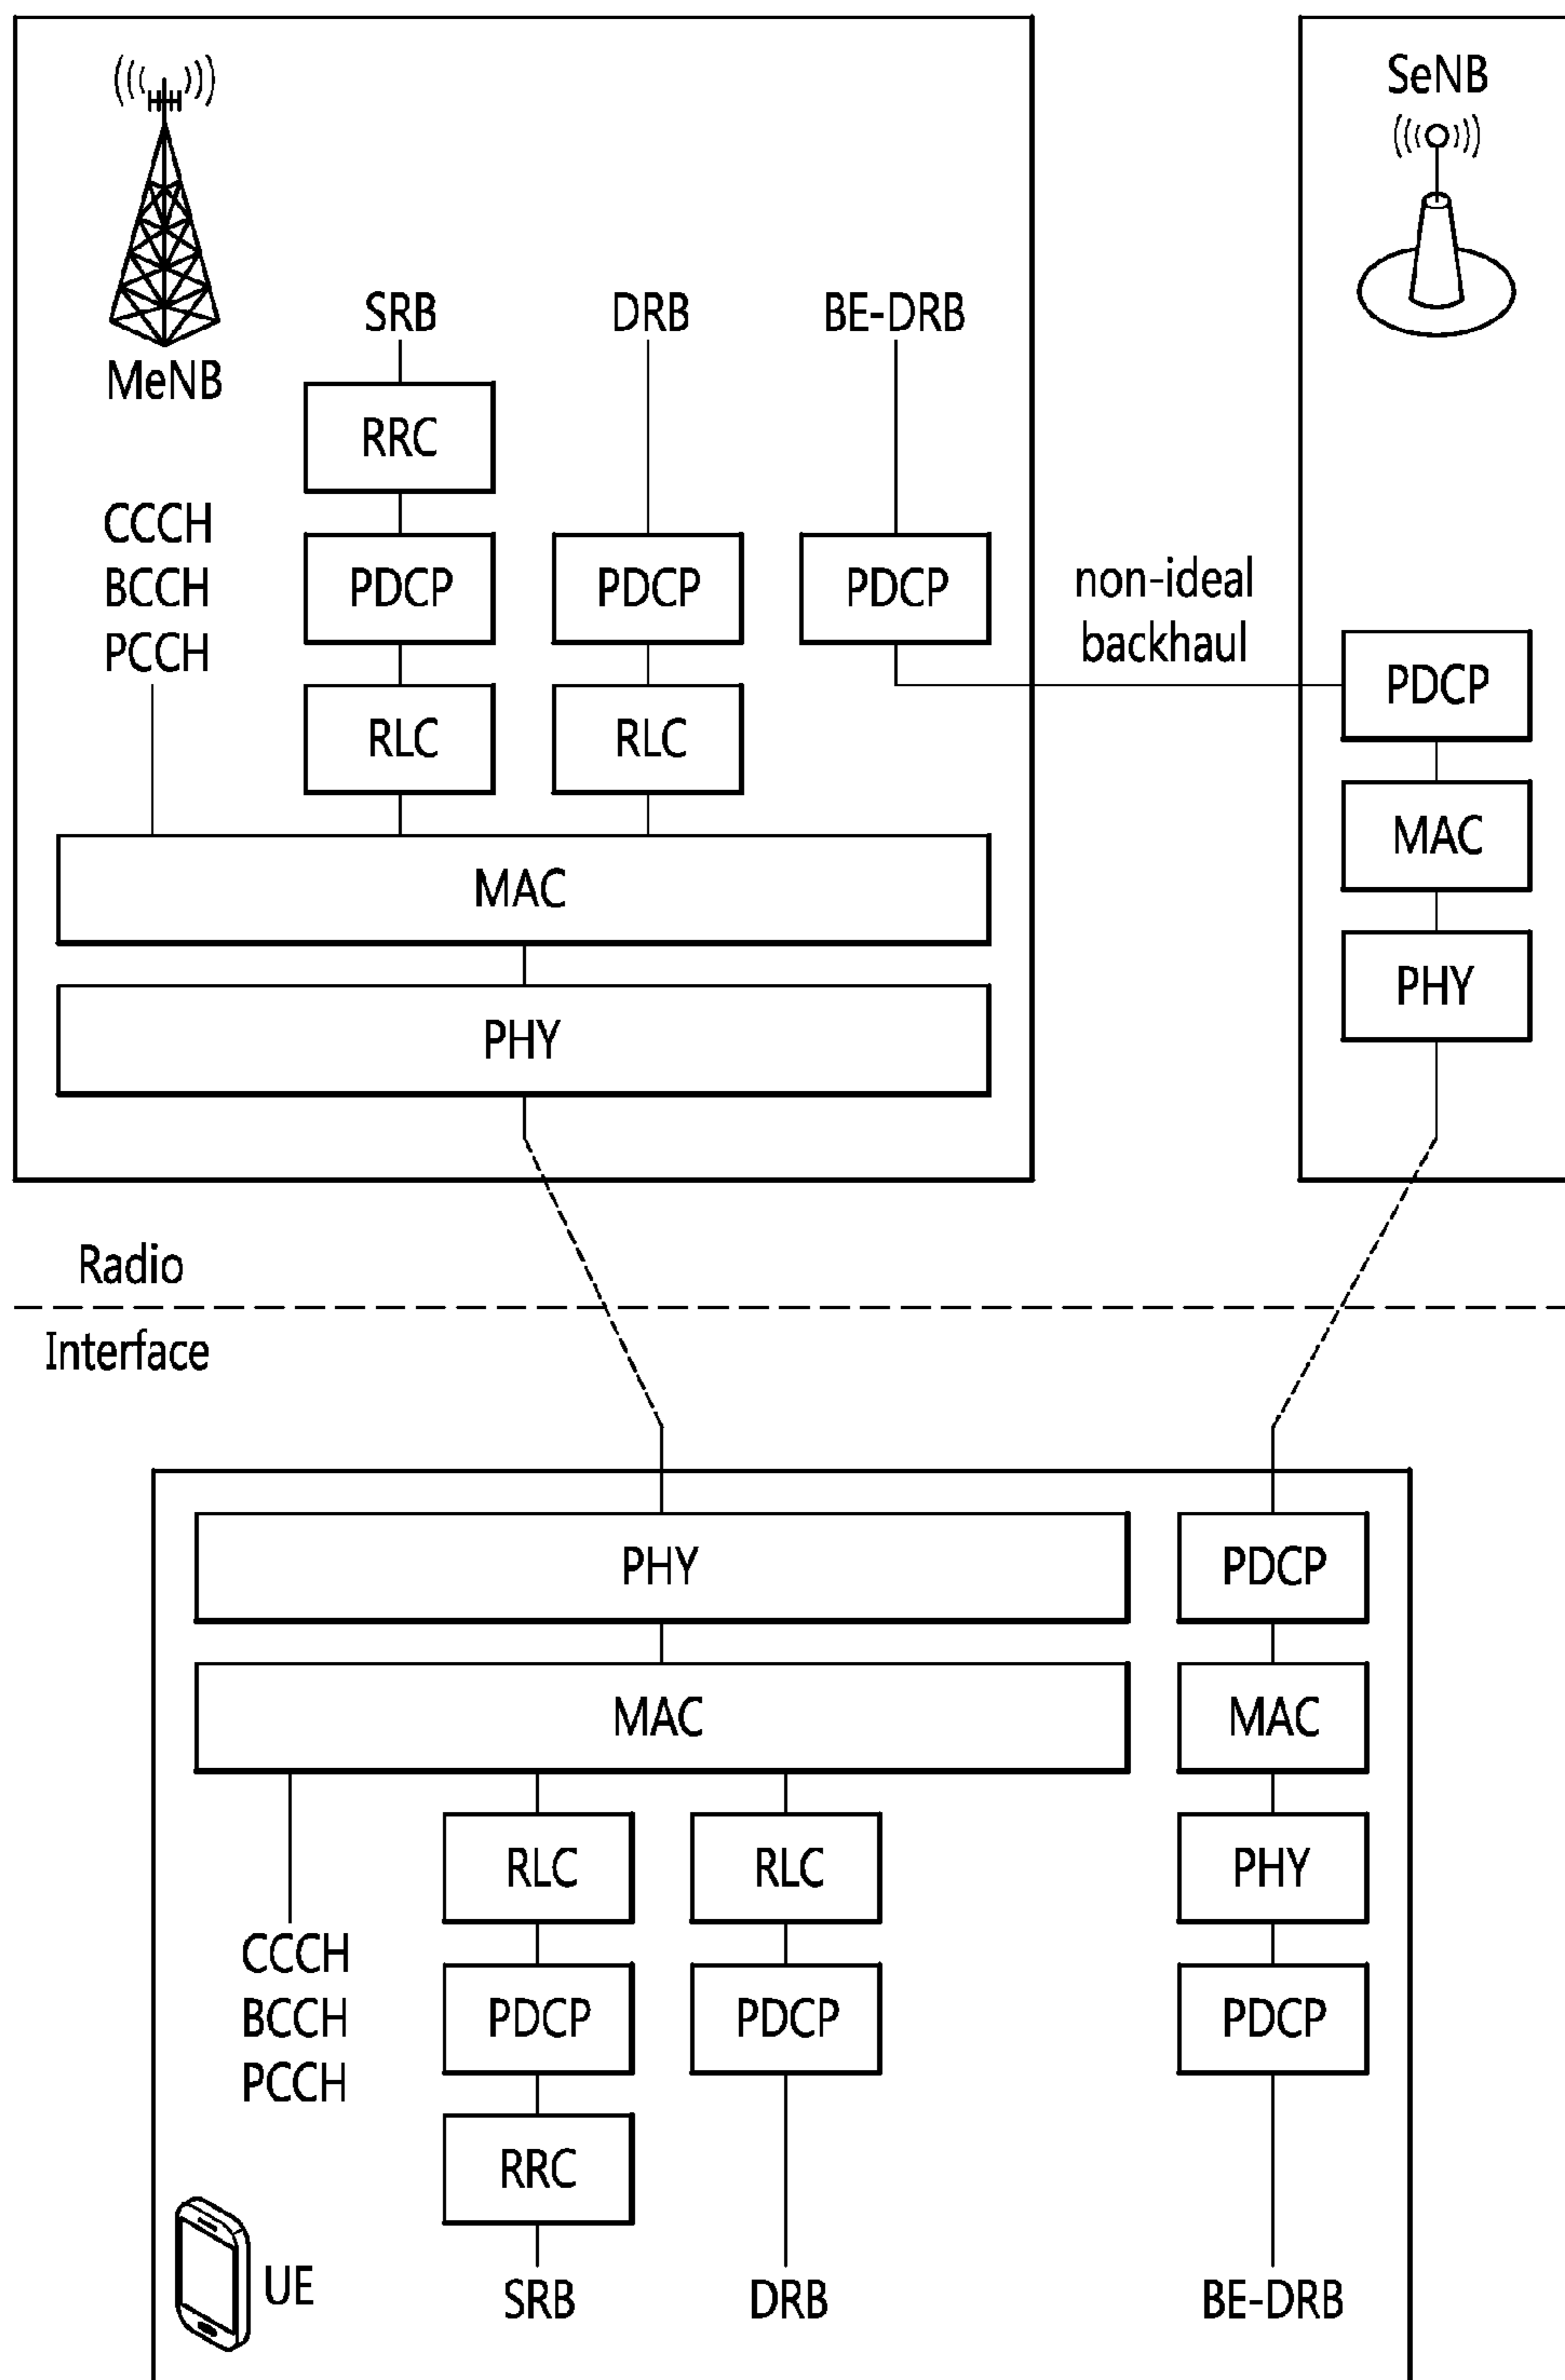 SeNB
SRB
DRB
BE-DRB
MeNB
RRC
CCCH
BCCH
PCCH
PDCP
PDCP
PDCP
non-ideal
backhaul
PDCP
RLC
RLC
MAC
MAC
PHY
PHY
Radio
Interface
PHY
PDCP
MAC
MAC
RLC
RLC
PHY
CCCH
BCCH
PCCH
PDCP
PDCP
PDCP
RRC
UE
SRB
DRB
BE-DRB